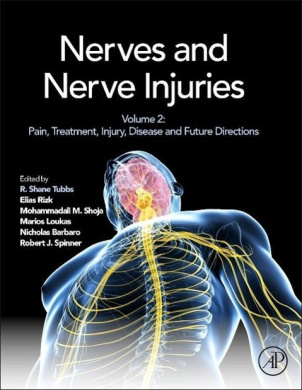 Nerves and
Nerve Injuries
Volume 2:
Pain, Treatment, Injury, Disease and Future Directions
Edited by
R. Shane Tubbs
Elias Rizk
Mohammadali M. Shoja
Marios Loukas
Nicholas Barbaro
Robert J. Spinner
AP